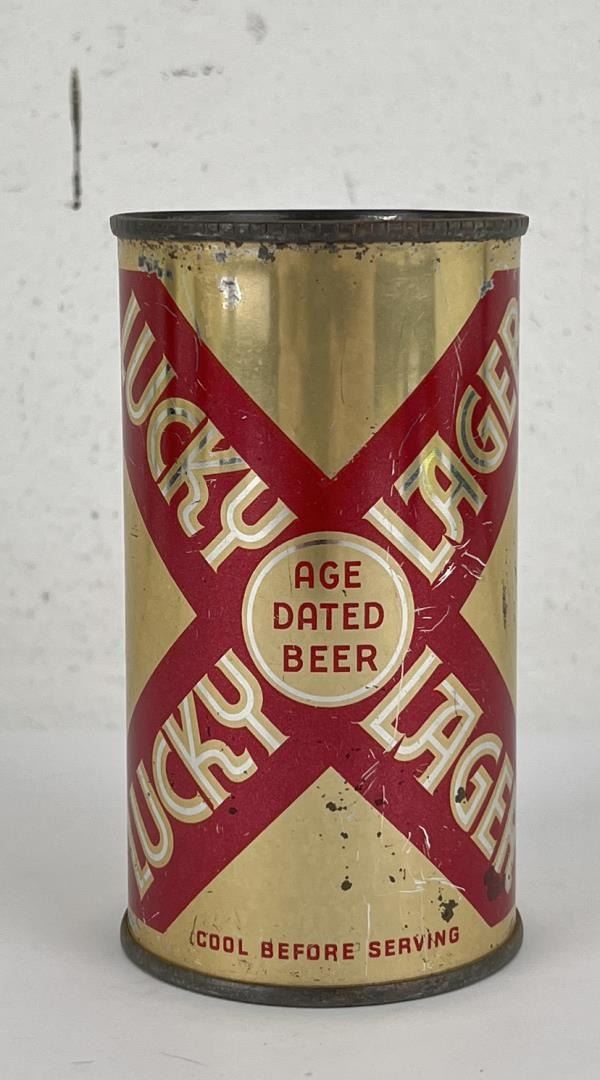 LUCKY LAGER
AGE
DATED
BEER
LUCKY LAGER
COOL BEFORE SERVING